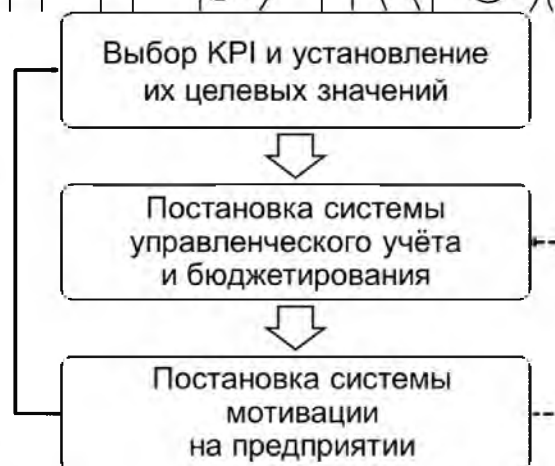 Выбор KPI и установление
их целевых значений
Постановка системы
управленческого учёта
и бюджетирования
Постановка системы
мотивации
на предприятии